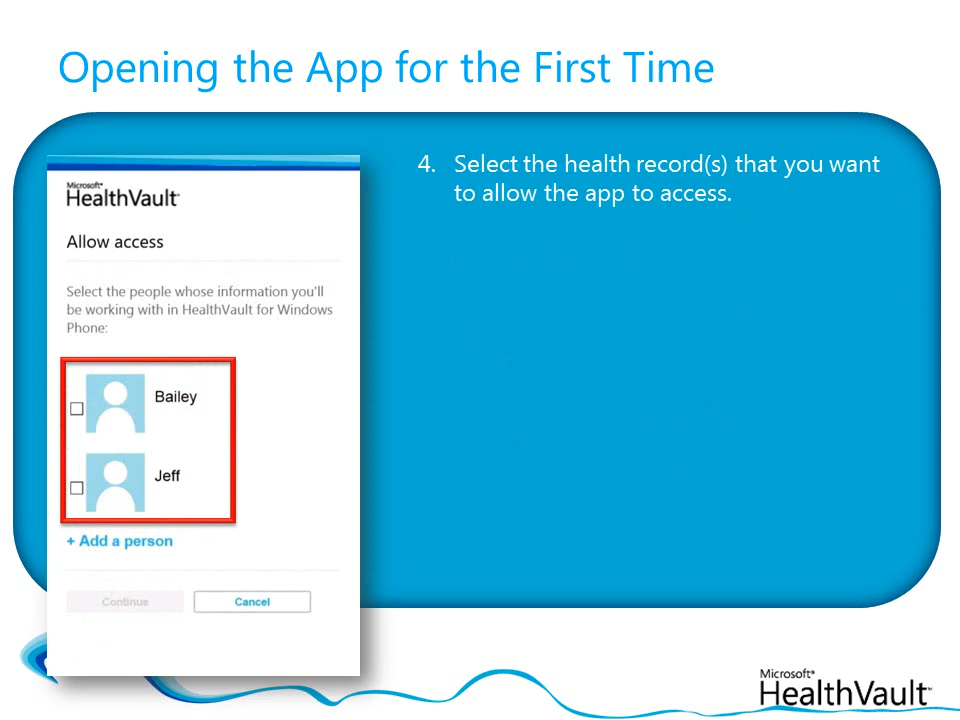 Opening the App for the First Time
Microsoft®
HealthVault™
Allow access
Select the people whose information you'll
be working with in HealthVault for Windows
Phone:
Bailey
Jeff
+ Add a person
Continue
Cancel
4. Select the health record(s) that you want
to allow the app to access.
Microsoft®
HealthVault™